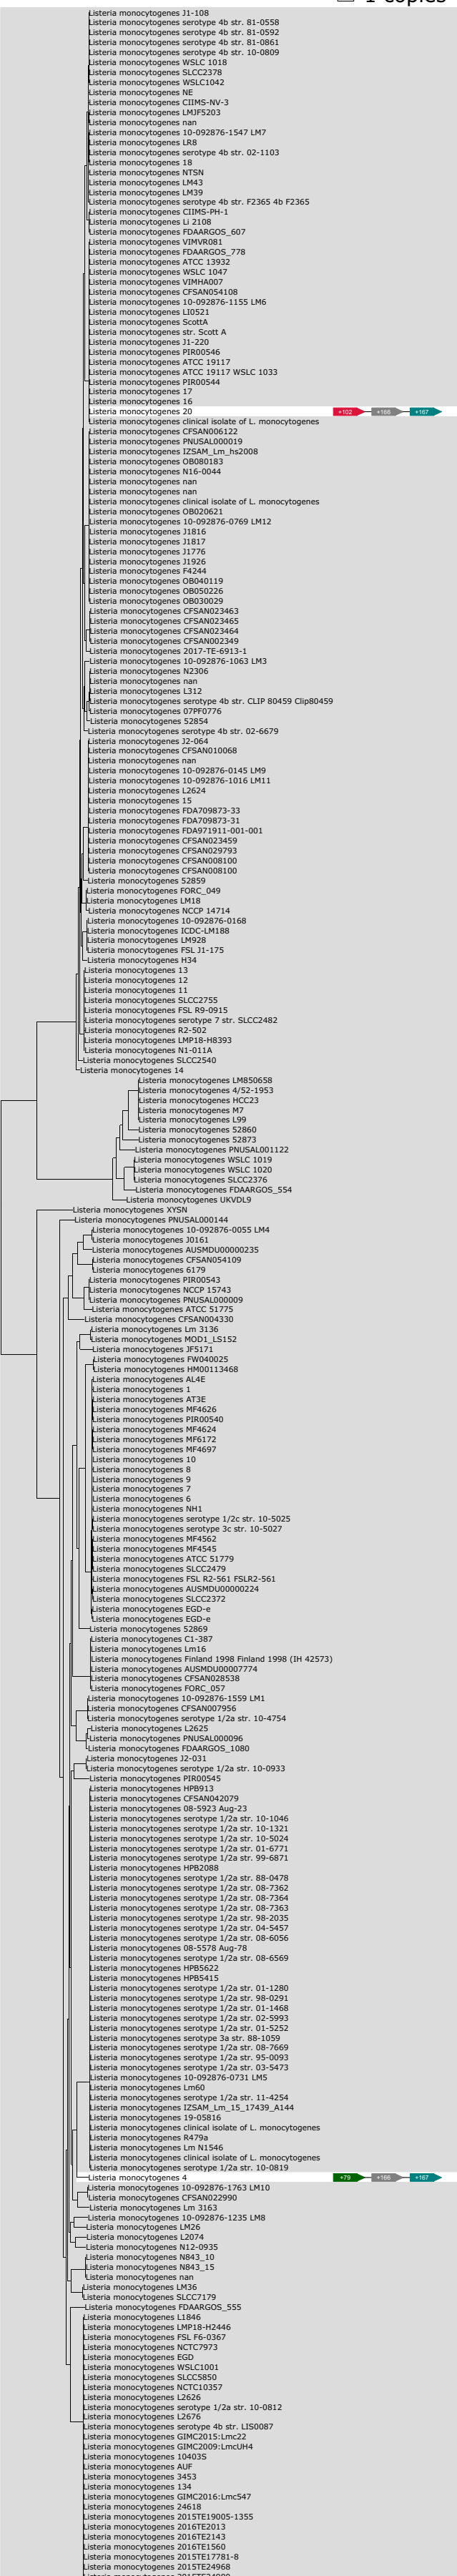 1 copies
Listeria monocytogenes J1-108
Listeria monocytogenes serotype 4b str. 81-0558
Listeria monocytogenes serotype 4b str. 81-0592
Listeria monocytogenes serotype 4b str. 81-0861
Listeria monocytogenes serotype 4b str. 10-0809
Listeria monocytogenes WSLC 1018
Listeria monocytogenes SLCC2378
Listeria monocytogenes WSLC1042
Listeria monocytogenes NE
Listeria monocytogenes CIIMS-NV-3
Listeria monocytogenes LMJF5203
Listeria monocytogenes nan
Listeria monocytogenes 10-092876-1547 LM7
Listeria monocytogenes LR8
Listeria monocytogenes serotype 4b str. 02-1103
Listeria monocytogenes 18
Listeria monocytogenes NTSN
Listeria monocytogenes LM43
Listeria monocytogenes LM39
Listeria monocytogenes serotype 4b str. F2365 4b F2365
Listeria monocytogenes CIIMS-PH-1
Listeria monocytogenes Li 2108
Listeria monocytogenes FDAARGOS_607
Listeria monocytogenes VIMVR081
Listeria monocytogenes FDAARGOS_778
Listeria monocytogenes ATCC 13932
Listeria monocytogenes WSLC 1047
Listeria monocytogenes VIMHA007
Listeria monocytogenes CFSAN054108
Listeria monocytogenes 10-092876-1155 LM6
Listeria monocytogenes LI0521
Listeria monocytogenes ScottA
Listeria monocytogenes str. Scott A
Listeria monocytogenes J1-220
Listeria monocytogenes PIR00546
Listeria monocytogenes ATCC 19117
Listeria monocytogenes ATCC 19117 WSLC 1033
Listeria monocytogenes PIR00544
Listeria monocytogenes 17
Listeria monocytogenes 16
Listeria monocytogenes 20 +102 +166 +167
Listeria monocytogenes clinical isolate of L. monocytogenes
Listeria monocytogenes CFSAN006122
Listeria monocytogenes PNUSAL000019
Listeria monocytogenes IZSAM_Lm_hs2008
Listeria monocytogenes OB080183
Listeria monocytogenes N16-0044
Listeria monocytogenes nan
Listeria monocytogenes nan
Listeria monocytogenes clinical isolate of L. monocytogenes
Listeria monocytogenes OB020621
Listeria monocytogenes 10-092876-0769 LM12
Listeria monocytogenes J1816
Listeria monocytogenes J1817
Listeria monocytogenes J1776
Listeria monocytogenes J1926
Listeria monocytogenes F4244
Listeria monocytogenes OB040119
Listeria monocytogenes OB050226
Listeria monocytogenes OB030029
Listeria monocytogenes CFSAN023463
Listeria monocytogenes CFSAN023465
Listeria monocytogenes CFSAN023464
Listeria monocytogenes CFSAN002349
Listeria monocytogenes 2017-TE-6913-1
Listeria monocytogenes 10-092876-1063 LM3
Listeria monocytogenes N2306
Listeria monocytogenes nan
Listeria monocytogenes L312
Listeria monocytogenes serotype 4b str. CLIP 80459 Clip80459
Listeria monocytogenes 07PF0776
Listeria monocytogenes 52854
Listeria monocytogenes serotype 4b str. 02-6679
Listeria monocytogenes J2-064
Listeria monocytogenes CFSAN010068
Listeria monocytogenes nan
Listeria monocytogenes 10-092876-0145 LM9
Listeria monocytogenes 10-092876-1016 LM11
Listeria monocytogenes L2624
Listeria monocytogenes 15
Listeria monocytogenes FDA709873-33
Listeria monocytogenes FDA709873-31
Listeria monocytogenes FDA971911-001-001
Listeria monocytogenes CFSAN023459
Listeria monocytogenes CFSAN029793
Listeria monocytogenes CFSAN008100
Listeria monocytogenes CFSAN008100
Listeria monocytogenes 52859
Listeria monocytogenes FORC_049
Listeria monocytogenes LM18
Listeria monocytogenes NCCP 14714
Listeria monocytogenes 10-092876-0168
Listeria monocytogenes ICDC-LM188
Listeria monocytogenes LM928
Listeria monocytogenes FSL J1-175
Listeria monocytogenes H34
Listeria monocytogenes 13
Listeria monocytogenes 12
Listeria monocytogenes 11
Listeria monocytogenes SLCC2755
Listeria monocytogenes FSL R9-0915
Listeria monocytogenes serotype 7 str. SLCC2482
Listeria monocytogenes R2-502
Listeria monocytogenes LMP18-H8393
Listeria monocytogenes N1-011A
Listeria monocytogenes SLCC2540
Listeria monocytogenes 14
Listeria monocytogenes LM850658
Listeria monocytogenes 4/52-1953
Listeria monocytogenes HCC23
Listeria monocytogenes M7
Listeria monocytogenes L99
Listeria monocytogenes 52860
Listeria monocytogenes 52873
Listeria monocytogenes PNUSAL001122
Listeria monocytogenes WSLC 1019
Listeria monocytogenes WSLC 1020
Listeria monocytogenes SLCC2376
Listeria monocytogenes FDAARGOS_554
Listeria monocytogenes UKVDL9
Listeria monocytogenes XYSN
Listeria monocytogenes PNUSAL000144
Listeria monocytogenes 10-092876-0055 LM4
Listeria monocytogenes J0161
Listeria monocytogenes AUSMDU00000235
Listeria monocytogenes CFSAN054109
Listeria monocytogenes 6179
Listeria monocytogenes PIR00543
Listeria monocytogenes NCCP 15743
Listeria monocytogenes PNUSAL000009
Listeria monocytogenes ATCC 51775
Listeria monocytogenes CFSAN004330
Listeria monocytogenes Lm 3136
Listeria monocytogenes MOD1_LS152
Listeria monocytogenes JF5171
Listeria monocytogenes FW040025
Listeria monocytogenes HM00113468
Listeria monocytogenes AL4E
Listeria monocytogenes 1
Listeria monocytogenes AT3E
Listeria monocytogenes MF4626
Listeria monocytogenes PIR00540
Listeria monocytogenes MF4624
Listeria monocytogenes MF6172
Listeria monocytogenes MF4697
Listeria monocytogenes 10
Listeria monocytogenes 8
Listeria monocytogenes 9
Listeria monocytogenes 7
Listeria monocytogenes 6
Listeria monocytogenes NH1
Listeria monocytogenes serotype 1/2c str. 10-5025
Listeria monocytogenes serotype 3c str. 10-5027
Listeria monocytogenes MF4562
Listeria monocytogenes MF4545
Listeria monocytogenes ATCC 51779
Listeria monocytogenes SLCC2479
Listeria monocytogenes FSL R2-561 FSLR2-561
Listeria monocytogenes AUSMDU00000224
Listeria monocytogenes SLCC2372
Listeria monocytogenes EGD-e
Listeria monocytogenes EGD-e
Listeria monocytogenes 52869
Listeria monocytogenes C1-387
Listeria monocytogenes Lm16
Listeria monocytogenes Finland 1998 Finland 1998 (IH 42573)
Listeria monocytogenes AUSMDU00007774
Listeria monocytogenes CFSAN028538
Listeria monocytogenes FORC_057
Listeria monocytogenes 10-092876-1559 LM1
Listeria monocytogenes CFSAN007956
Listeria monocytogenes serotype 1/2a str. 10-4754
Listeria monocytogenes L2625
Listeria monocytogenes PNUSAL000096
Listeria monocytogenes FDAARGOS_1080
Listeria monocytogenes J2-031
Listeria monocytogenes serotype 1/2a str. 10-0933
Listeria monocytogenes PIR00545
Listeria monocytogenes HPB913
Listeria monocytogenes CFSAN042079
Listeria monocytogenes 08-5923 Aug-23
Listeria monocytogenes serotype 1/2a str. 10-1046
Listeria monocytogenes serotype 1/2a str. 10-1321
Listeria monocytogenes serotype 1/2a str. 10-5024
Listeria monocytogenes serotype 1/2a str. 01-6771
Listeria monocytogenes serotype 1/2a str. 99-6871
Listeria monocytogenes HPB2088
Listeria monocytogenes serotype 1/2a str. 88-0478
Listeria monocytogenes serotype 1/2a str. 08-7362
Listeria monocytogenes serotype 1/2a str. 08-7364
Listeria monocytogenes serotype 1/2a str. 08-7363
Listeria monocytogenes serotype 1/2a str. 98-2035
Listeria monocytogenes serotype 1/2a str. 04-5457
Listeria monocytogenes serotype 1/2a str. 08-6056
Listeria monocytogenes 08-5578 Aug-78
Listeria monocytogenes serotype 1/2a str. 08-6569
Listeria monocytogenes HPB5622
Listeria monocytogenes HPB5415
Listeria monocytogenes serotype 1/2a str. 01-1280
Listeria monocytogenes serotype 1/2a str. 98-0291
Listeria monocytogenes serotype 1/2a str. 01-1468
Listeria monocytogenes serotype 1/2a str. 02-5993
Listeria monocytogenes serotype 1/2a str. 01-5252
Listeria monocytogenes serotype 3a str. 88-1059
Listeria monocytogenes serotype 1/2a str. 08-7669
Listeria monocytogenes serotype 1/2a str. 95-0093
Listeria monocytogenes serotype 1/2a str. 03-5473
Listeria monocytogenes 10-092876-0731 LM5
Listeria monocytogenes Lm60
Listeria monocytogenes serotype 1/2a str. 11-4254
Listeria monocytogenes IZSAM_Lm_15_17439_A144
Listeria monocytogenes 19-05816
Listeria monocytogenes clinical isolate of L. monocytogenes
Listeria monocytogenes R479a
Listeria monocytogenes Lm N1546
Listeria monocytogenes clinical isolate of L. monocytogenes
Listeria monocytogenes serotype 1/2a str. 10-0819
Listeria monocytogenes 4 +79 +166 +167
Listeria monocytogenes 10-092876-1763 LM10
Listeria monocytogenes CFSAN022990
Listeria monocytogenes Lm 3163
Listeria monocytogenes 10-092876-1235 LM8
Listeria monocytogenes LM26
Listeria monocytogenes L2074
Listeria monocytogenes N12-0935
Listeria monocytogenes N843_10
Listeria monocytogenes N843_15
Listeria monocytogenes nan
Listeria monocytogenes LM36
Listeria monocytogenes SLCC7179
Listeria monocytogenes FDAARGOS_555
Listeria monocytogenes L1846
Listeria monocytogenes LMP18-H2446
Listeria monocytogenes FSL F6-0367
Listeria monocytogenes NCTC7973
Listeria monocytogenes EGD
Listeria monocytogenes WSLC1001
Listeria monocytogenes SLCC5850
Listeria monocytogenes NCTC10357
Listeria monocytogenes L2626
Listeria monocytogenes serotype 1/2a str. 10-0812
Listeria monocytogenes L2676
Listeria monocytogenes serotype 4b str. LIS0087
Listeria monocytogenes GIMC2015:Lmc22
Listeria monocytogenes GIMC2009:LmcUH4
Listeria monocytogenes 10403S
Listeria monocytogenes AUF
Listeria monocytogenes 3453
Listeria monocytogenes 134
Listeria monocytogenes GIMC2016:Lmc547
Listeria monocytogenes 24618
Listeria monocytogenes 2015TE19005-1355
Listeria monocytogenes 2016TE2013
Listeria monocytogenes 2016TE2143
Listeria monocytogenes 2016TE1560
Listeria monocytogenes 2015TE17781-8
Listeria monocytogenes 2015TE24968